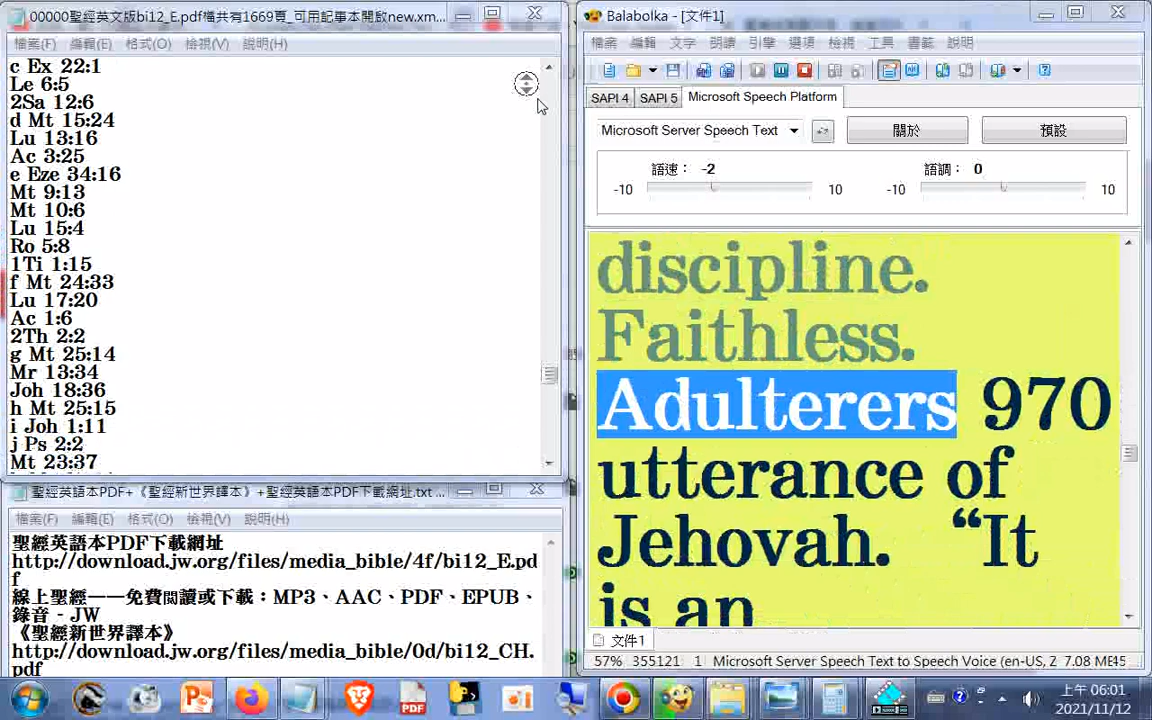 00000聖經英文版bi12_E.pdf檔共有1669頁_可用記事本開啟new.xm...
檔案(F) 編輯(E) 格式(O) 檢視(V) 說明(H)
c Ex 22:1
Le 6:5
2Sa 12:6
d Mt 15:24
Lu 13:16
Ac 3:25
e Eze 34:16
Mt 9:13
Mt 10:6
Lu 15:4
Ro 5:8
1Ti 1:15
f Mt 24:33
Lu 17:20
Ac 1:6
2Th 2:2
g Mt 25:14
Mr 13:34
Joh 18:36
h Mt 25:15
i Joh 1:11
j Ps 2:2
Mt 23:37
聖經英語本PDF+《聖經新世界譯本》+聖經英語本PDF下載網址.txt ...
檔案(F) 編輯(E) 格式(O) 檢視(V) 說明(H)
聖經英語本PDF下載網址
http://download.jw.org/files/media_bible/4f/bi12_E.pd
f
線上聖經——免費閱讀或下載：MP3、AAC、PDF、EPUB、
錄音 - JW
《聖經新世界譯本》
http://download.jw.org/files/media_bible/0d/bi12_CH.
pdf
Balabolka - [文件1]
檔案 編輯 文字 朗讀 引擎 選項 檢視 工具 書籤 說明
SAPI 4 SAPI 5 Microsoft Speech Platform
Microsoft Server Speech Text 關於 預設
語速： -2 語調： 0
-10 10 -10 10
discipline.
Faithless.
Adulterers 970
utterance of
Jehovah. “It
is an
文件1
57% 355121 1 Microsoft Server Speech Text to Speech Voice (en-US, Z 7.08 ME45
上午 06:01
2021/11/12